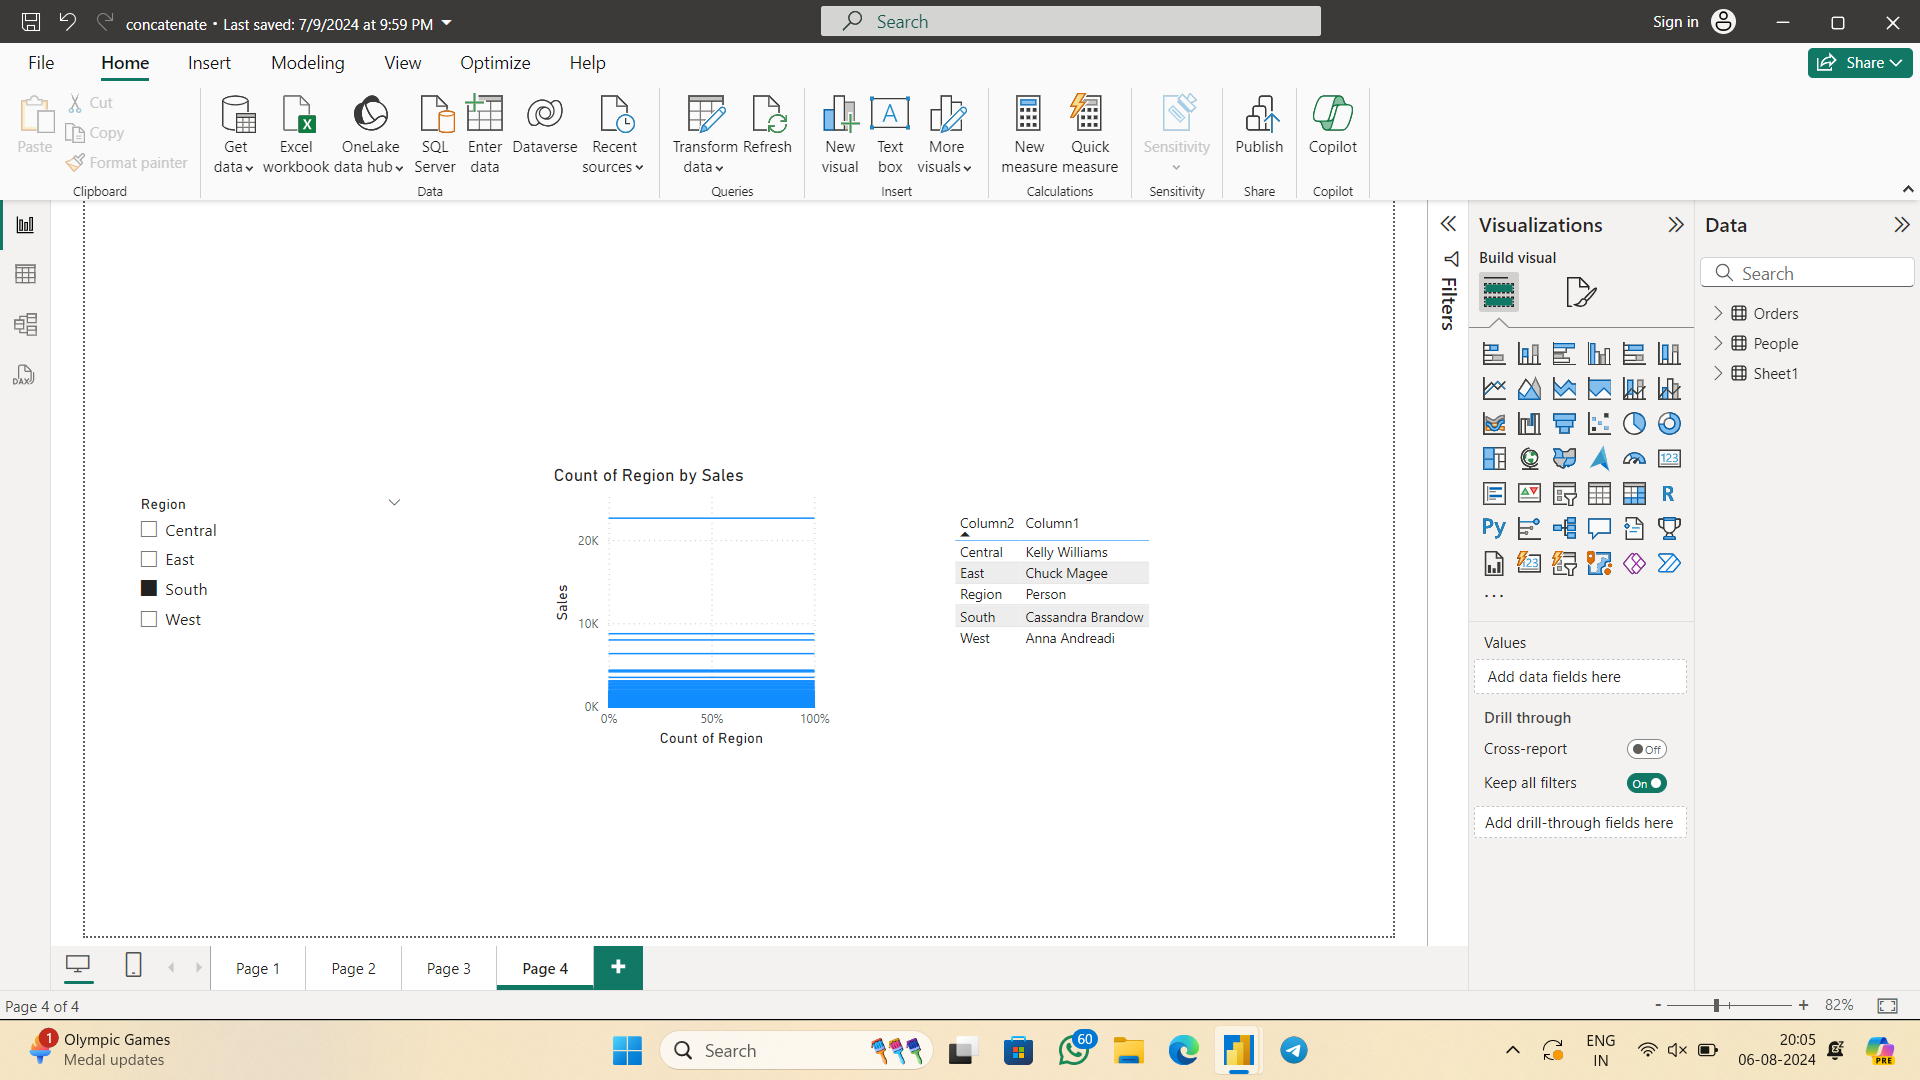 concatenate • Last saved: 7/9/2024 at 9:59 PM
Search
Sign in
File
Home
Insert
Modeling
View
Optimize
Help
Share
Paste
Cut
Copy
Format painter
Clipboard
Get data
Excel workbook
OneLake data hub
SQL Server
Enter data
Dataverse
Recent sources
Data
Transform data
Refresh
Queries
New visual
A
Text box
More visuals
Insert
New measure
Quick measure
Calculations
Sensitivity
Sensitivity
Publish
Share
Copilot
Copilot
DAX
Region
Central
East
South
West
Count of Region by Sales
Sales
20K
10K
0K
0%
50%
100%
Count of Region
Column2 Column1
Central Kelly Williams
East Chuck Magee
Region Person
South Cassandra Brandow
West Anna Andreadi
Filters
Visualizations
Build visual
123
R
Py
123
...
Values
Add data fields here
Drill through
Cross-report
Off
Keep all filters
On
Add drill-through fields here
Data
Search
Orders
People
Sheet1
Page 1
Page 2
Page 3
Page 4
+
Page 4 of 4
- + 82%
1
Olympic Games
Medal updates
Search
60
ENG
IN
20:05
06-08-2024
PRE